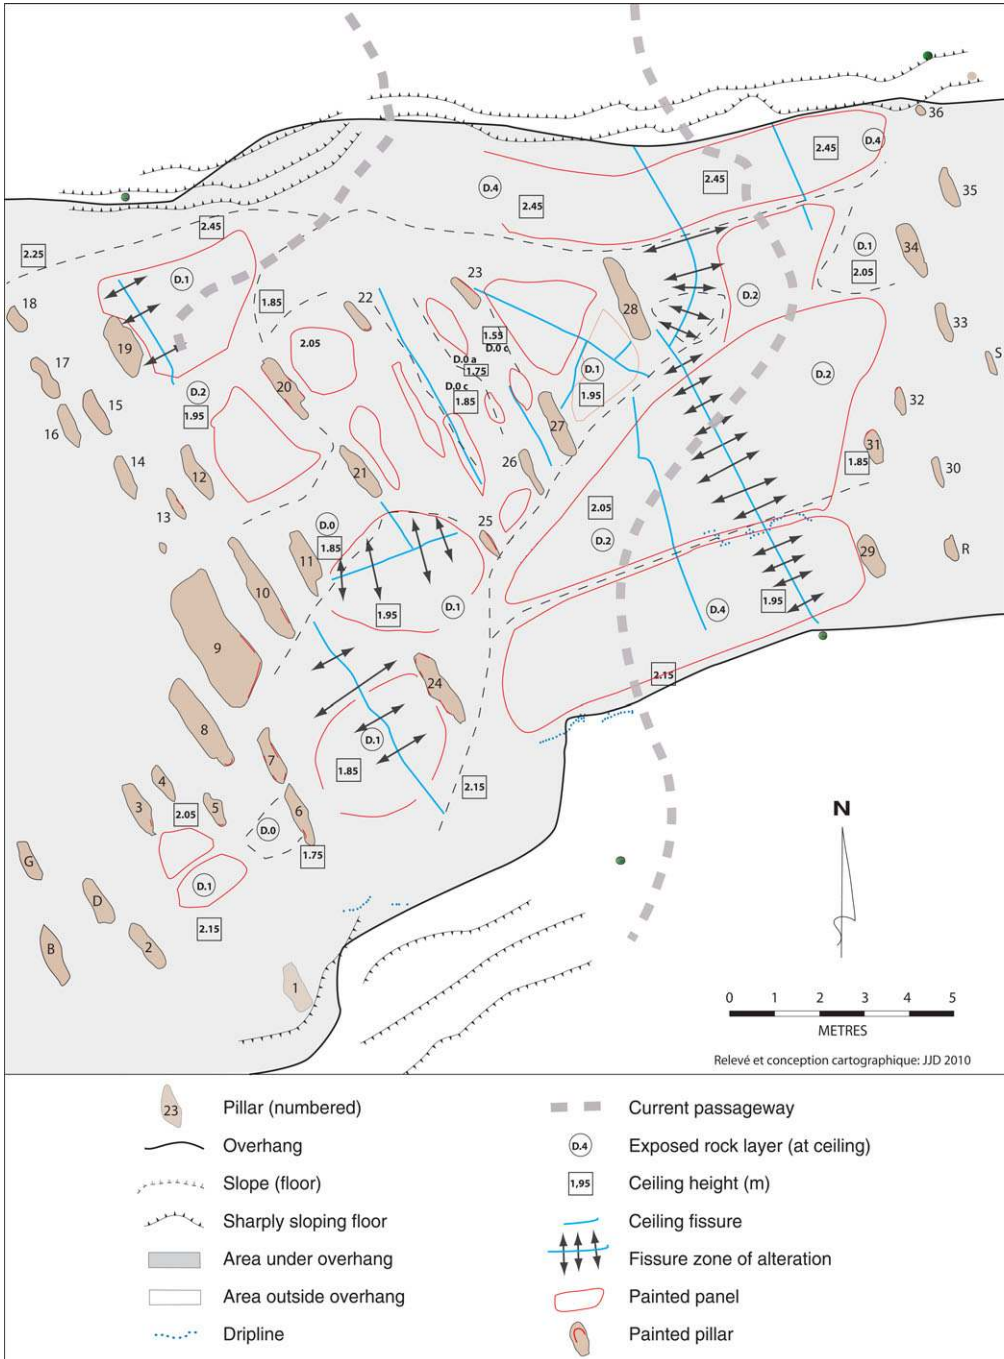 36
2.45
D.4
35
2.45
D.4
2.45
2.45
34
D.1
2.25
2.05
D.1
23
28
D.2
18
22
1.85
33
1.55
D.0 c
19
2.05
D.0 a
1.75
S
17
D.1
D.2
D.2
20
D.0 c
1.95
1.85
32
15
1.95
16
27
31
14
12
21
26
1.85
30
13
2.05
D.0
25
D.2
1.85
11
29
R
10
1.95
D.1
D.4
1.95
9
24
2.15
8
D.1
7
1.85
4
2.15
3
2.05
5
6
D.0
N
1.75
G
D.1
D
2.15
2
B
1
0 1 2 3 4 5
METRES
Relevé et conception cartographique: JJD 2010
23 Pillar (numbered)
Overhang
Slope (floor)
Sharply sloping floor
Area under overhang
Area outside overhang
Dripline
Current passageway
D.4 Exposed rock layer (at ceiling)
1,95 Ceiling height (m)
Ceiling fissure
Fissure zone of alteration
Painted panel
Painted pillar